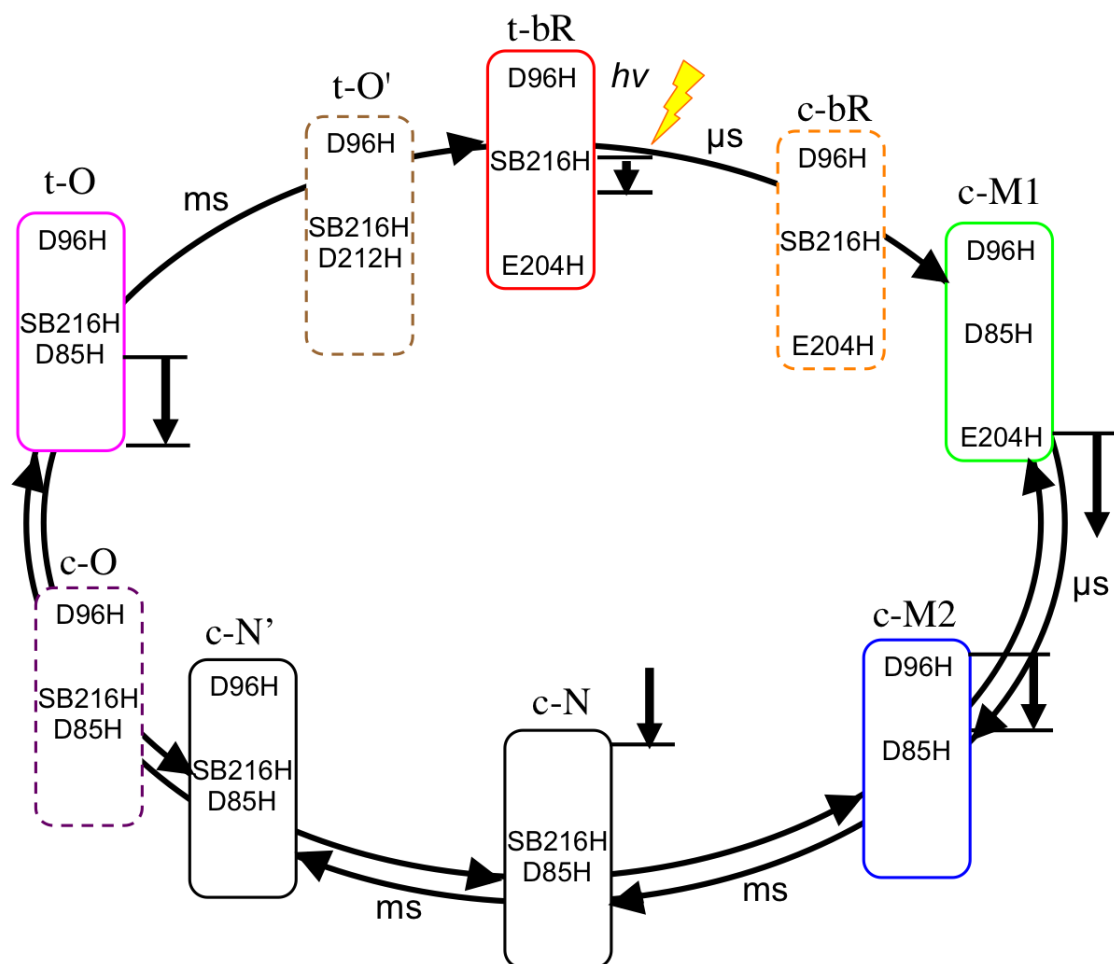 t-bR
D96H
SB216H
E204H
hν
μs
c-bR
D96H
SB216H
E204H
c-M1
D96H
D85H
E204H
μs
c-M2
D96H
D85H
ms
c-N
SB216H
D85H
ms
c-N’
D96H
SB216H
D85H
c-O
D96H
SB216H
D85H
t-O
D96H
SB216H
D85H
ms
t-O'
D96H
SB216H
D212H